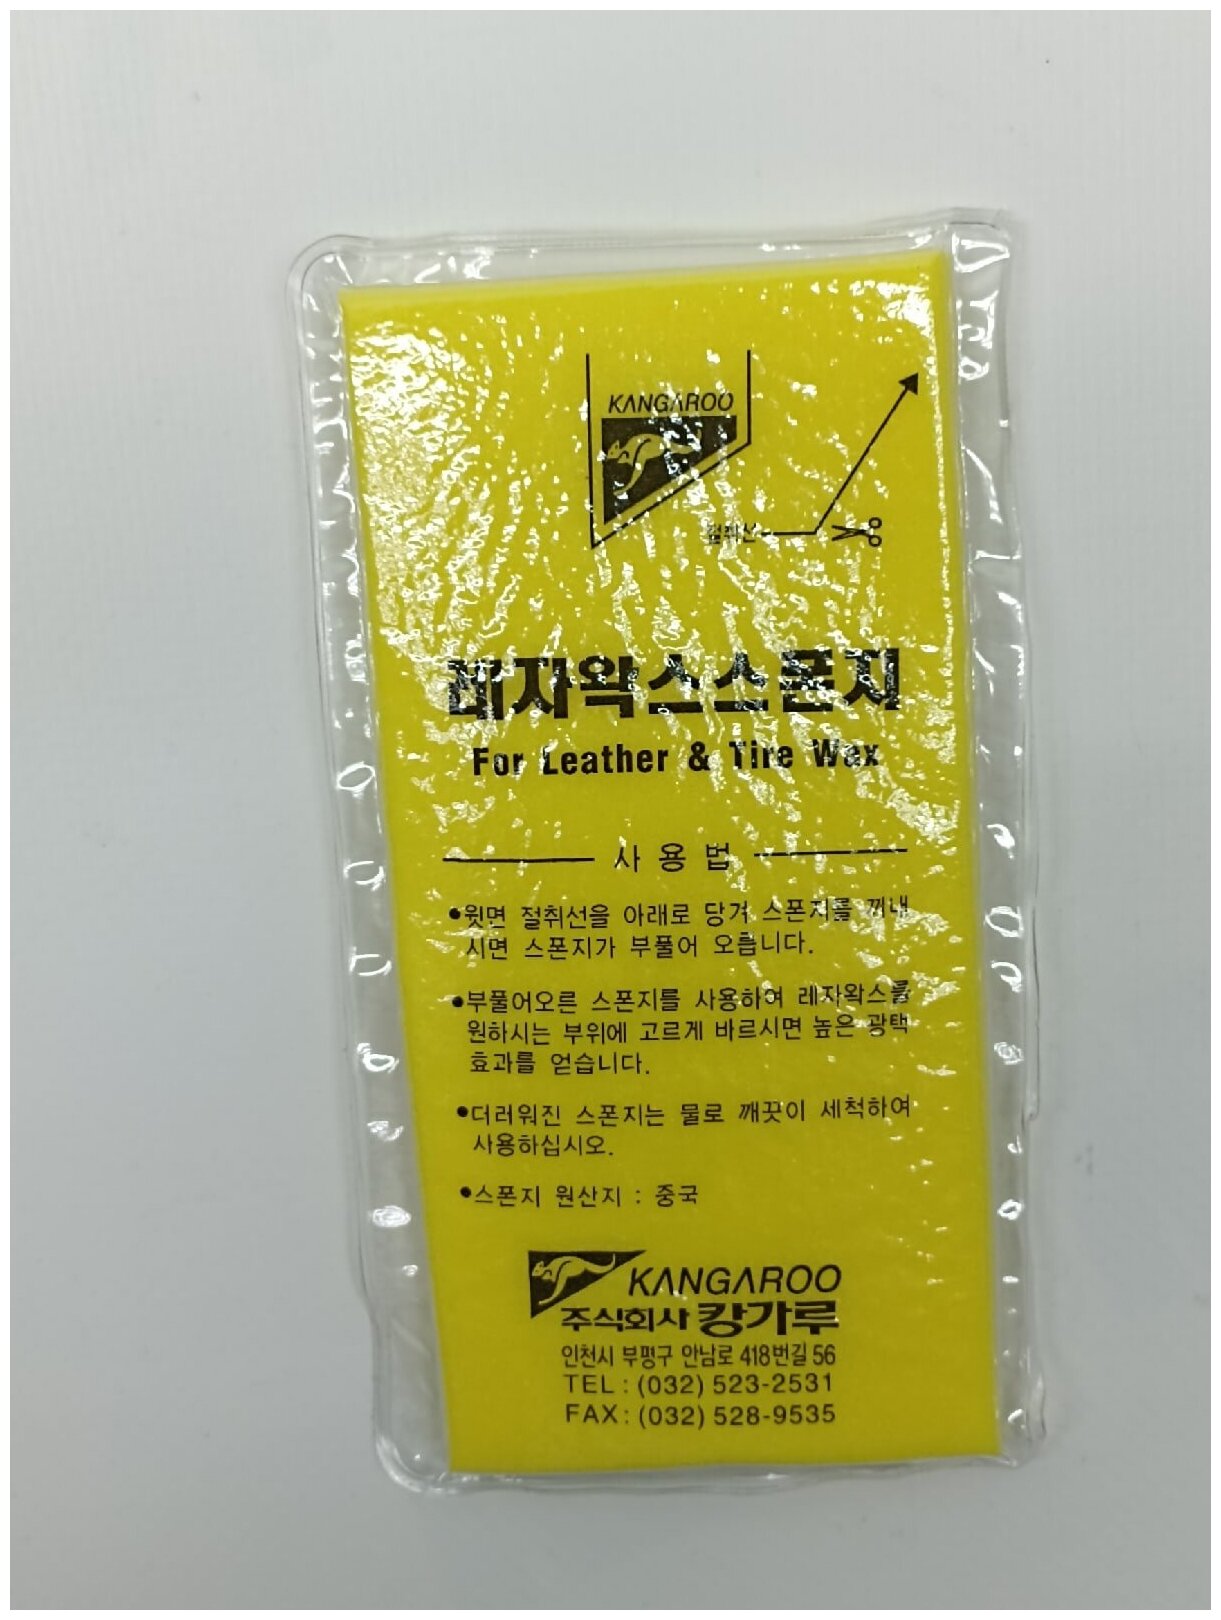 KANGAROO
절취선
레자왁스스폰지
For Leather & Tire Wax
사용법
•윗면 절취선을 아래로 당겨 스폰지를 꺼내
시면 스폰지가 부풀어 오릅니다.
•부풀어오른 스폰지를 사용하여 레자왁스를
원하시는 부위에 고르게 바르시면 높은 광택
효과를 얻습니다.
•더러워진 스폰지는 물로 깨끗이 세척하여
사용하십시오.
•스폰지 원산지 : 중국
KANGAROO
주식회사 캉가루
인천시 부평구 안남로 418번길 56
TEL : (032) 523-2531
FAX : (032) 528-9535